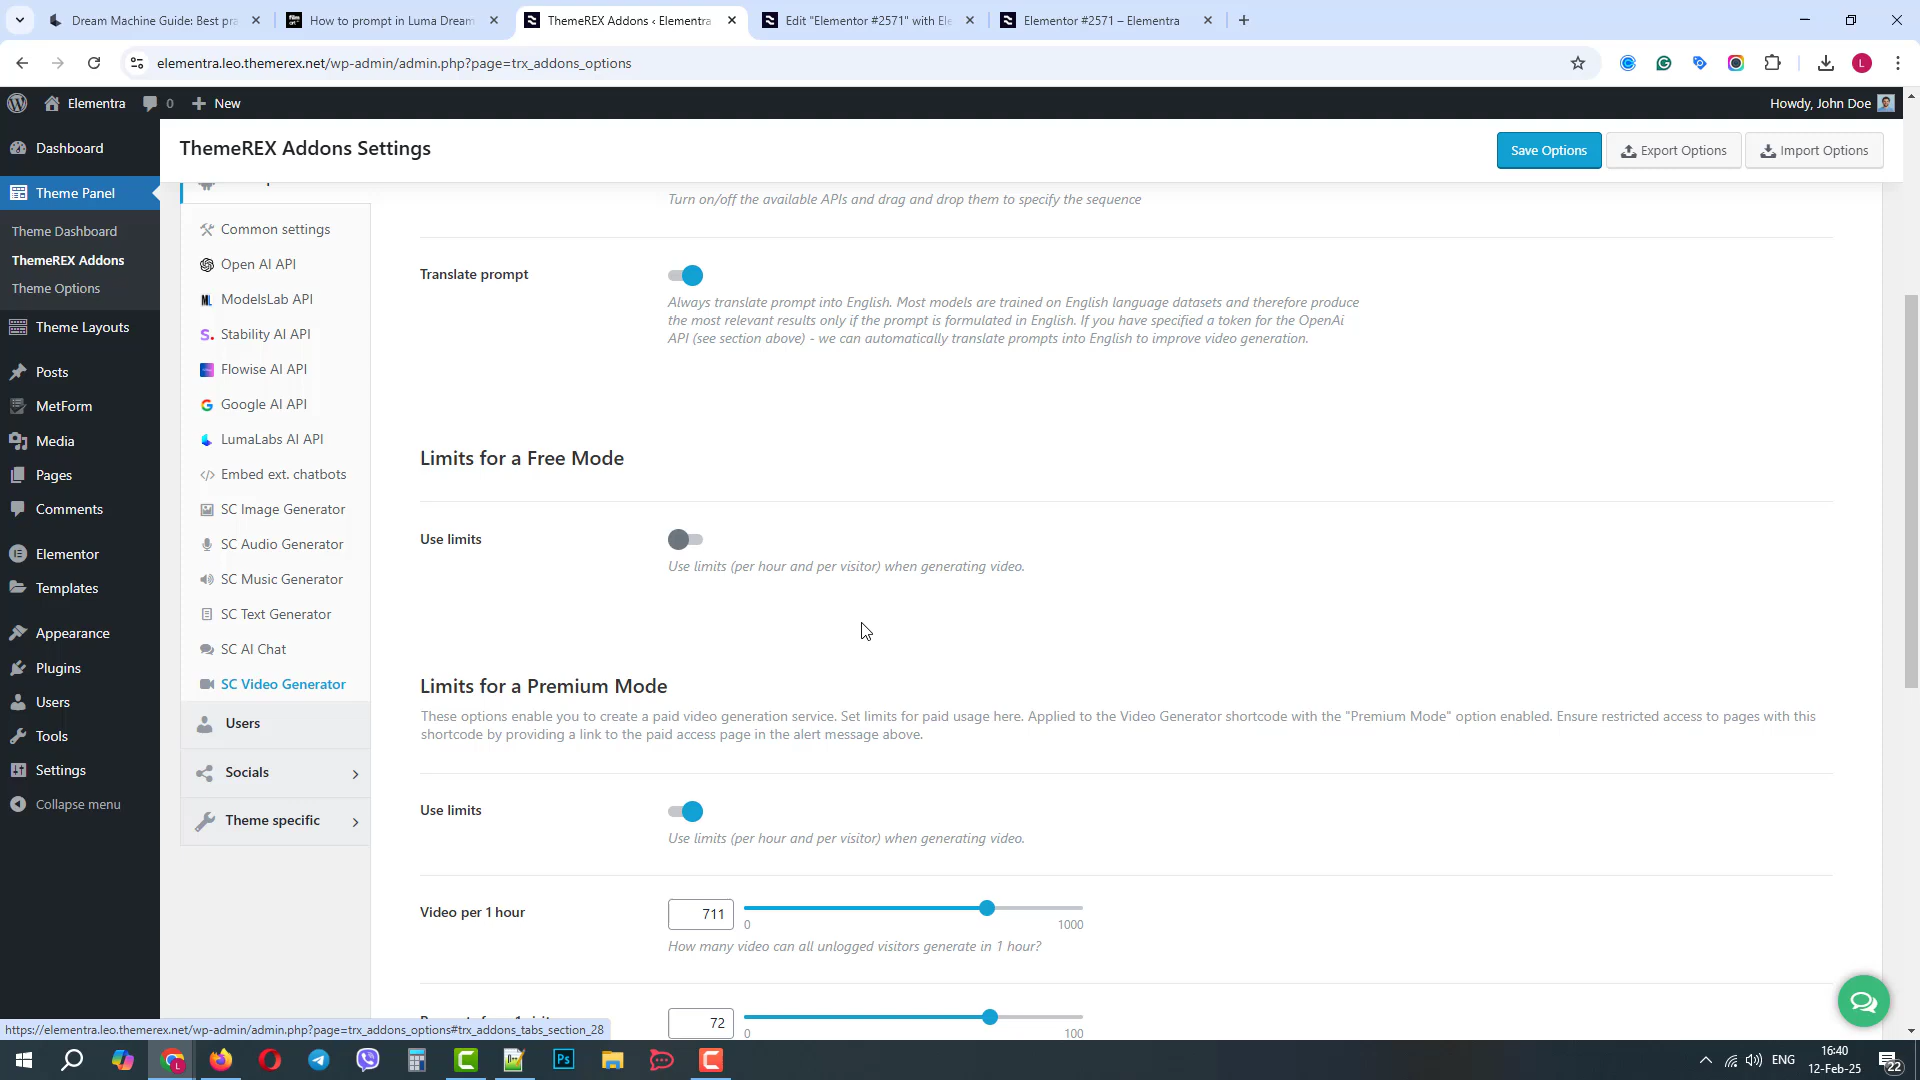 Dream Machine Guide: Best pra
How to prompt in Luma Dream
ThemeREX Addons ‹ Elementra
Edit "Elementor #2571" with Ele
Elementor #2571 – Elementra
elementra.leo.themerex.net/wp-admin/admin.php?page=trx_addons_options
L
Elementra
0
New
Howdy, John Doe
Dashboard
Theme Panel
Theme Dashboard
ThemeREX Addons
Theme Options
Theme Layouts
Posts
MetForm
Media
Pages
Comments
Elementor
Templates
Appearance
Plugins
Users
Tools
Settings
Collapse menu
ThemeREX Addons Settings
Save Options
Export Options
Import Options
Common settings
Open AI API
ModelsLab API
Stability AI API
Flowise AI API
Google AI API
LumaLabs AI API
Embed ext. chatbots
SC Image Generator
SC Audio Generator
SC Music Generator
SC Text Generator
SC AI Chat
SC Video Generator
Users
Socials
Theme specific
Turn on/off the available APIs and drag and drop them to specify the sequence
Translate prompt
Always translate prompt into English. Most models are trained on English language datasets and therefore produce
the most relevant results only if the prompt is formulated in English. If you have specified a token for the OpenAi
API (see section above) - we can automatically translate prompts into English to improve video generation.
Limits for a Free Mode
Use limits
Use limits (per hour and per visitor) when generating video.
Limits for a Premium Mode
These options enable you to create a paid video generation service. Set limits for paid usage here. Applied to the Video Generator shortcode with the "Premium Mode" option enabled. Ensure restricted access to pages with this
shortcode by providing a link to the paid access page in the alert message above.
Use limits
Use limits (per hour and per visitor) when generating video.
Video per 1 hour
711
0
1000
How many video can all unlogged visitors generate in 1 hour?
72
0
100
https://elementra.leo.themerex.net/wp-admin/admin.php?page=trx_addons_options#trx_addons_tabs_section_28
ENG
16:40
12-Feb-25
22